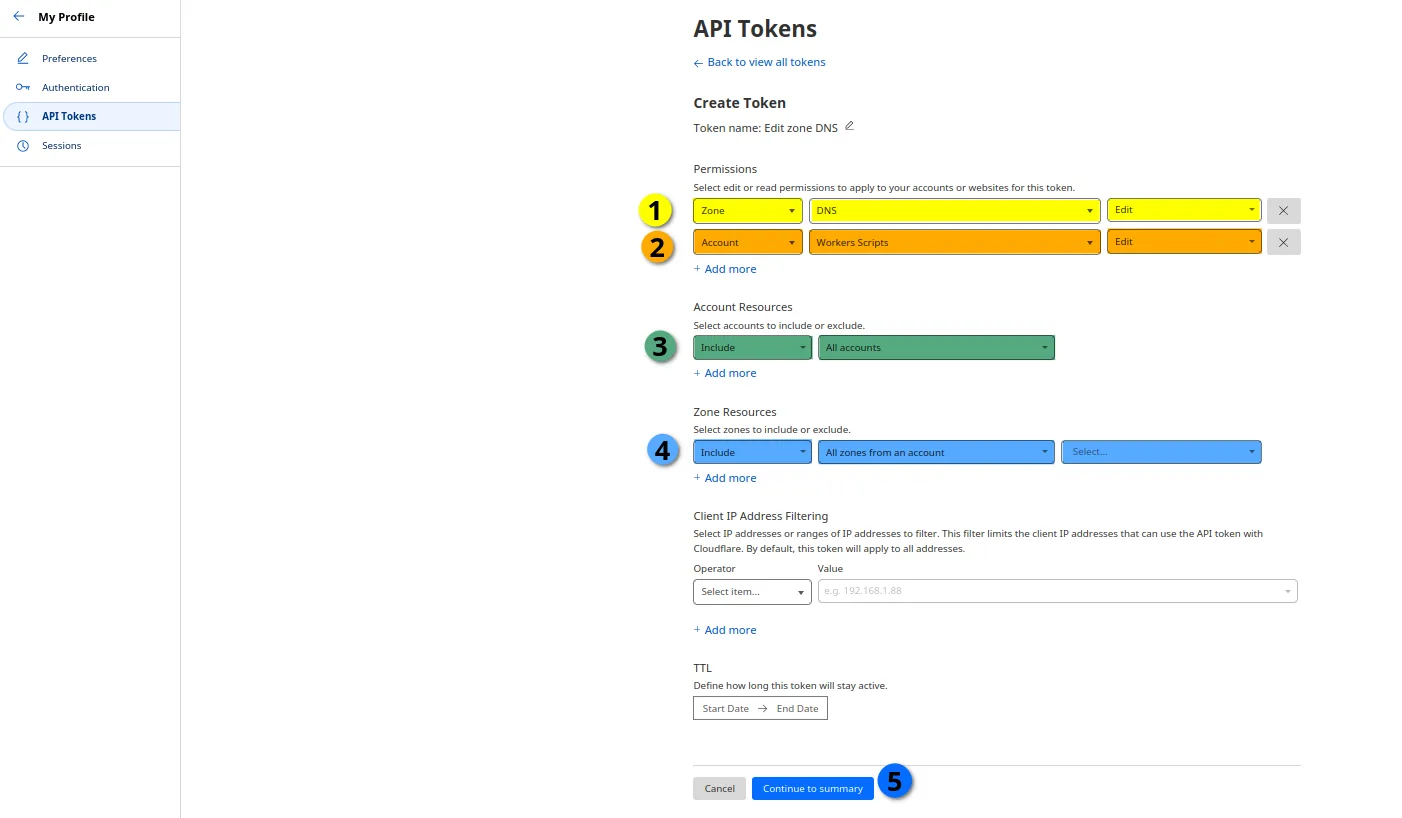 My Profile
Preferences
Authentication
API Tokens
Sessions
API Tokens
Back to view all tokens
Create Token
Token name: Edit zone DNS
Permissions
Select edit or read permissions to apply to your accounts or websites for this token.
1 Zone DNS Edit
2 Account Workers Scripts Edit
+ Add more
Account Resources
Select accounts to include or exclude.
3 Include All accounts
+ Add more
Zone Resources
Select zones to include or exclude.
4 Include All zones from an account Select...
+ Add more
Client IP Address Filtering
Select IP addresses or ranges of IP addresses to filter. This filter limits the client IP addresses that can use the API token with
Cloudflare. By default, this token will apply to all addresses.
Operator Value
Select item... e.g. 192.168.1.88
+ Add more
TTL
Define how long this token will stay active.
Start Date → End Date
Cancel Continue to summary 5